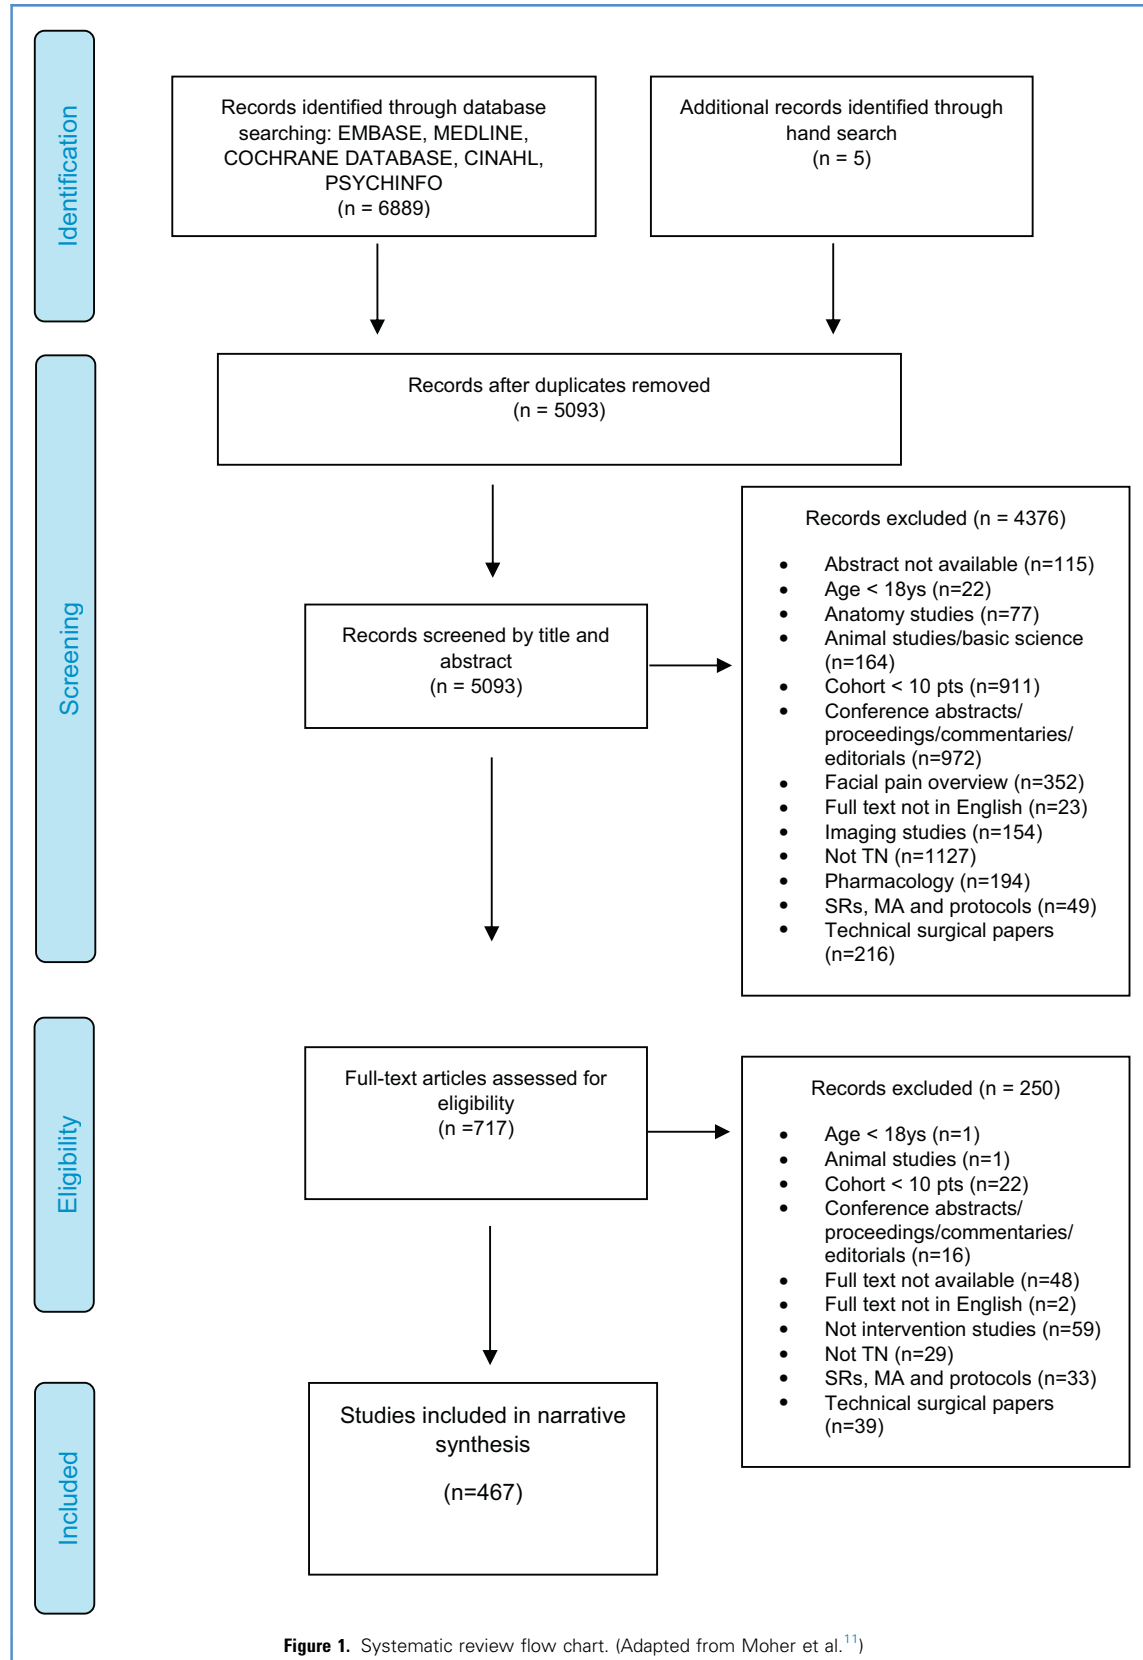 Identification
Records identified through database
searching: EMBASE, MEDLINE,
COCHRANE DATABASE, CINAHL,
PSYCHINFO
(n = 6889)
Additional records identified through
hand search
(n = 5)
Screening
Records after duplicates removed
(n = 5093)
Records screened by title and
abstract
(n = 5093)
Records excluded (n = 4376)
• Abstract not available (n=115)
• Age < 18ys (n=22)
• Anatomy studies (n=77)
• Animal studies/basic science
(n=164)
• Cohort < 10 pts (n=911)
• Conference abstracts/
proceedings/commentaries/
editorials (n=972)
• Facial pain overview (n=352)
• Full text not in English (n=23)
• Imaging studies (n=154)
• Not TN (n=1127)
• Pharmacology (n=194)
• SRs, MA and protocols (n=49)
• Technical surgical papers
(n=216)
Eligibility
Full-text articles assessed for
eligibility
(n =717)
Records excluded (n = 250)
• Age < 18ys (n=1)
• Animal studies (n=1)
• Cohort < 10 pts (n=22)
• Conference abstracts/
proceedings/commentaries/
editorials (n=16)
• Full text not available (n=48)
• Full text not in English (n=2)
• Not intervention studies (n=59)
• Not TN (n=29)
• SRs, MA and protocols (n=33)
• Technical surgical papers
(n=39)
Included
Studies included in narrative
synthesis
(n=467)
Figure 1. Systematic review flow chart. (Adapted from Moher et al.11)